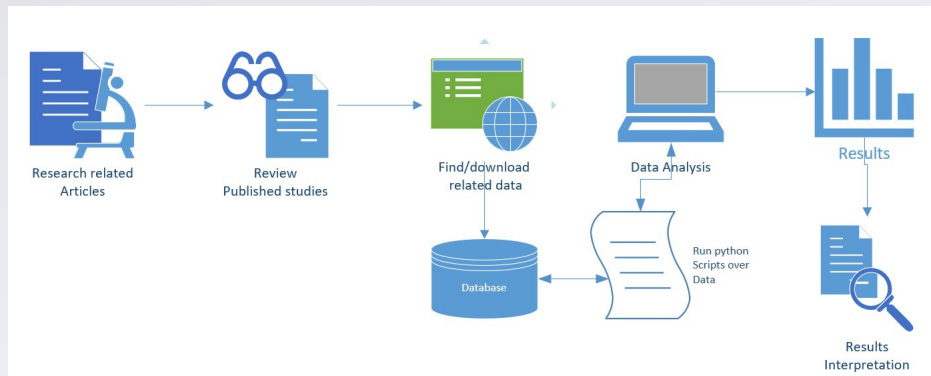 Research related
Articles
Review
Published studies
Find/download
related data
Data Analysis
Results
Database
Run python
Scripts over
Data
Results
Interpretation